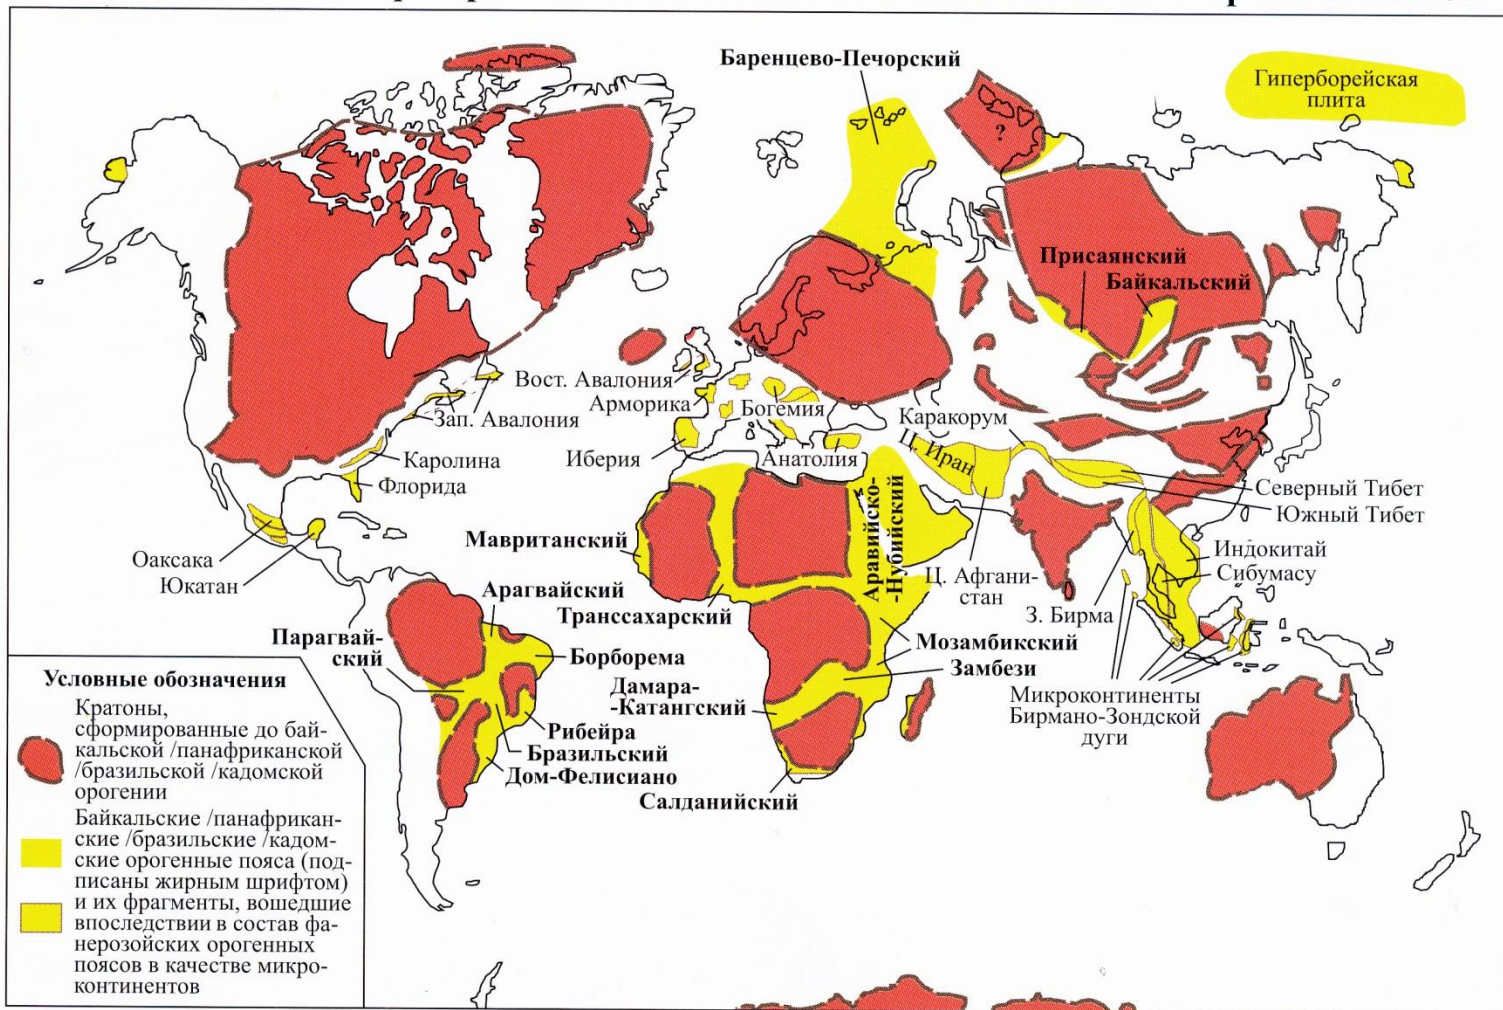 Баренцево-Печорский
Гиперборейская
плита
?
Присаянский
Байкальский
Вост. Авалония
Арморика
Богемия
Каракорум
Зап. Авалония
Ц. Иран
Каролина
Иберия
Анатолия
Флорида
Северный Тибет
Южный Тибет
Аравийско-
-Нубийский
Мавританский
Оаксака
Юкатан
Индокитай
Сибумасу
Ц. Афгани-
стан
З. Бирма
Арагвайский
Транссахарский
Парагвай-
ский
Борборема
Мозамбикский
Замбези
Дамара-
-Катангский
Микроконтиненты
Бирмано-Зондской
дуги
Рибейра
Бразильский
Дом-Фелисиано
Салданийский
Условные обозначения
Кратоны,
сформированные до бай-
кальской /панафриканской
/бразильской /кадомской
орогении
Байкальские /панафрикан-
ские /бразильские /кадом-
ские орогенные пояса (под-
писаны жирным шрифтом)
и их фрагменты, вошедшие
впоследствии в состав фа-
нерозойских орогенных
поясов в качестве микро-
континентов